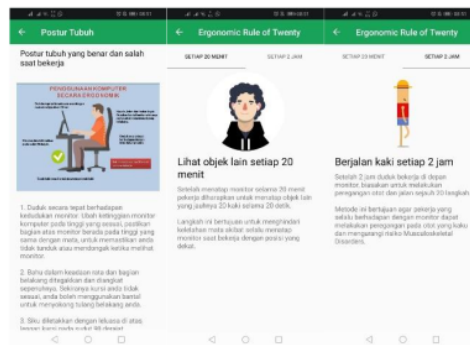 Postur Tubuh
Postur tubuh yang benar dan salah
saat bekerja
PENGGUNAAN KOMPUTER
SECARA ERGONOMIK
1. Duduk secara tepat berhadapan
kedudukan monitor. Ubah ketinggian monitor
komputer pada tinggi yang sesuai, pastikan
bagian atas monitor berada pada tinggi yang
sama dengan mata, untuk memastikan anda
tidak tunduk atau mendongak ketika melihat
monitor.
2. Bahu dalam keadaan rata dan bagian
belakang ditegakkan dan diangkat
sepenuhnya. Sekiranya kursi anda tidak
sesuai, anda boleh menggunakan bantal
untuk menyokong tulang belakang anda.
3. Siku diletakkan dengan leluasa di atas,
Ergonomic Rule of Twenty
SETIAP 20 MENIT
SETIAP 2 JAM
Lihat objek lain setiap 20
menit
Setelah menatap monitor selama 20 menit
pekerja diharapkan untuk menatap objek lain
yang jauhnya 20 kaki selama 20 detik.
Langkah ini bertujuan untuk menghindari
kelelahan mata akibat selalu menatap
monitor saat bekerja dengan posisi yang
dekat.
Ergonomic Rule of Twenty
SETIAP 20 MENIT
SETIAP 2 JAM
Berjalan kaki setiap 2 jam
Setelah 2 jam duduk bekerja di depan
monitor, biasakan untuk melakukan
peregangan otot dan jalan sejauh 20 langkah.
Metode ini bertujuan agar pekerja yang
selalu berhadapan dengan monitor dapat
melakukan peregangan pada otot yang kaku
dan mengurangi risiko Musculoskeletal
Disorders.